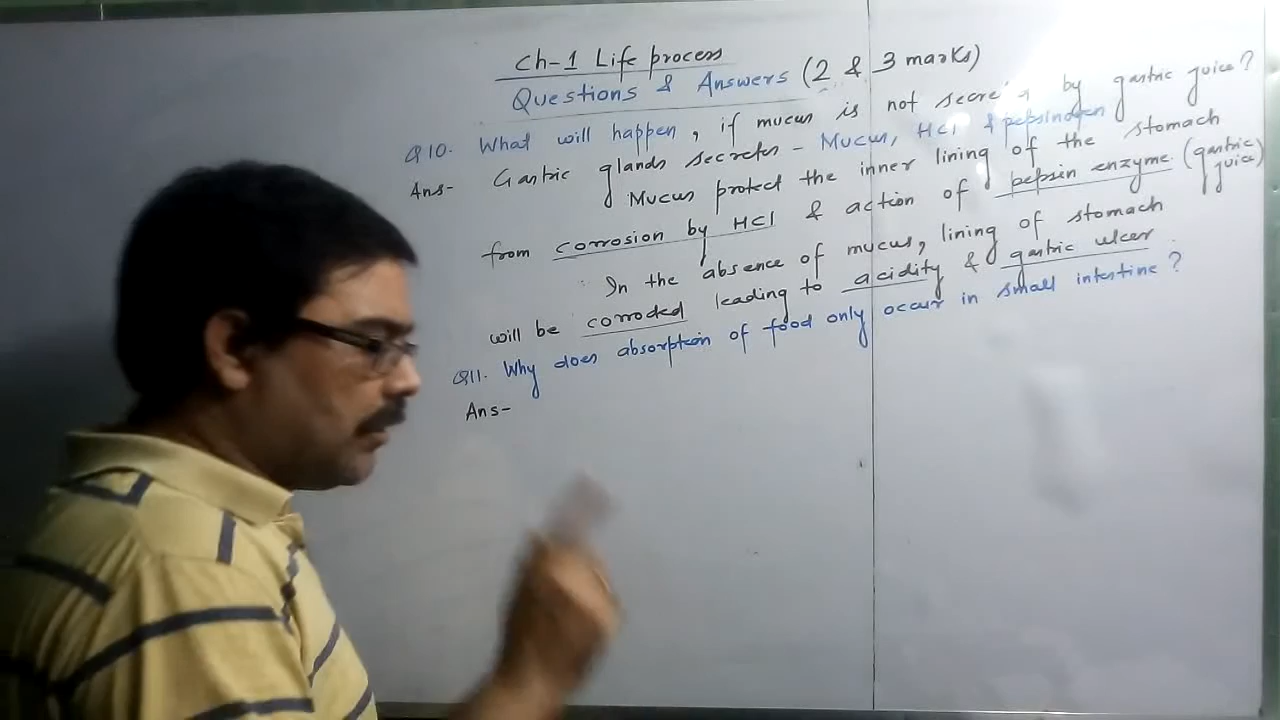 Ch-1 Life process
Questions & Answers (2 & 3 marks)
Q10. What will happen, if mucus is not secre by gastric juice?
Ans- Gastric glands secretes - Mucus, HCl & pepsinogen
Mucus protect the inner lining of the stomach
from corrosion by HCl & action of pepsin enzyme. (gastric juice)
In the absence of mucus, lining of stomach
will be corroded leading to acidity & gastric ulcer
Q11. Why does absorption of food only occur in small intestine?
Ans-